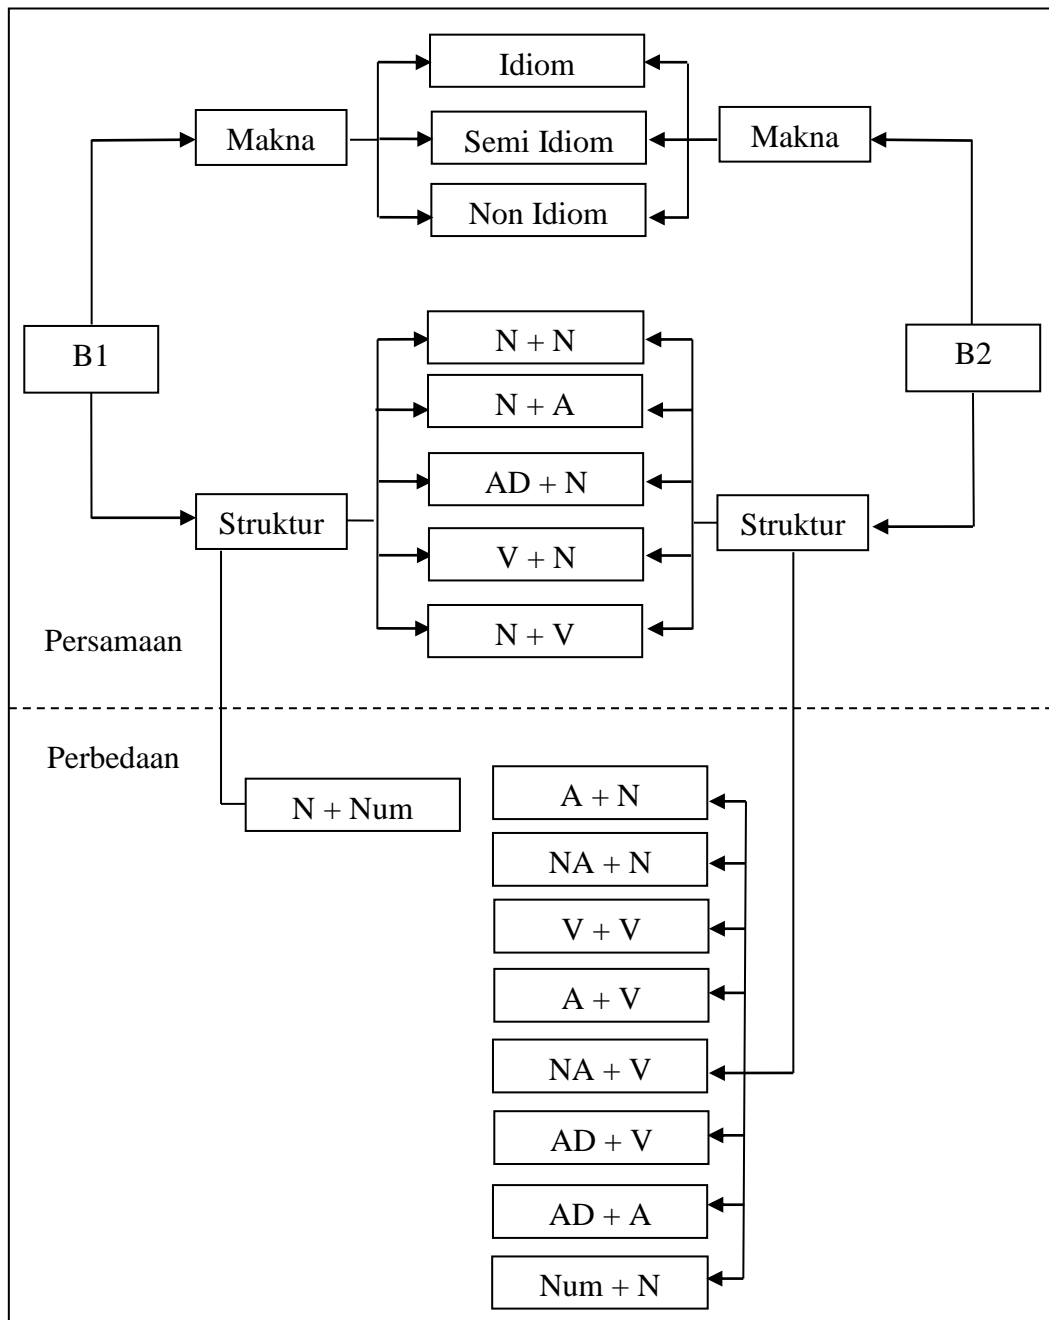 Idiom
Makna
Semi Idiom
Makna
Non Idiom
N + N
B1
B2
N + A
AD + N
Struktur
Struktur
V + N
N + V
Persamaan
Perbedaan
N + Num
A + N
NA + N
V + V
A + V
NA + V
AD + V
AD + A
Num + N